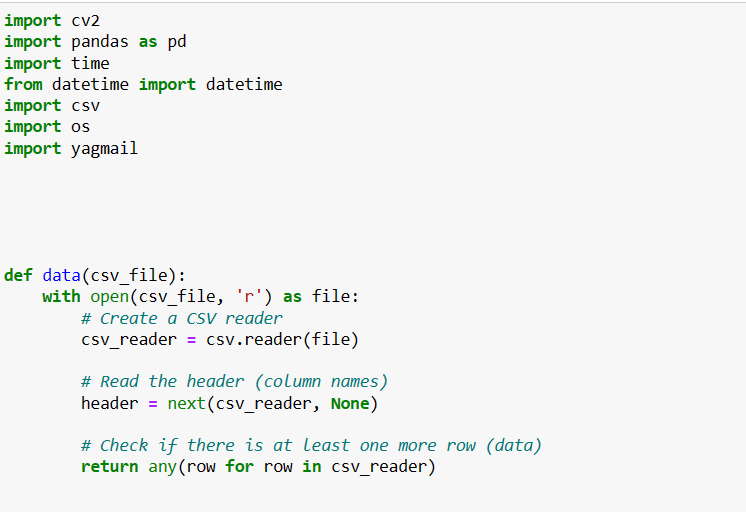 import cv2
import pandas as pd
import time
from datetime import datetime
import csv
import os
import yagmail
def data(csv_file):
    with open(csv_file, 'r') as file:
        # Create a CSV reader
        csv_reader = csv.reader(file)
        # Read the header (column names)
        header = next(csv_reader, None)
        # Check if there is at least one more row (data)
        return any(row for row in csv_reader)